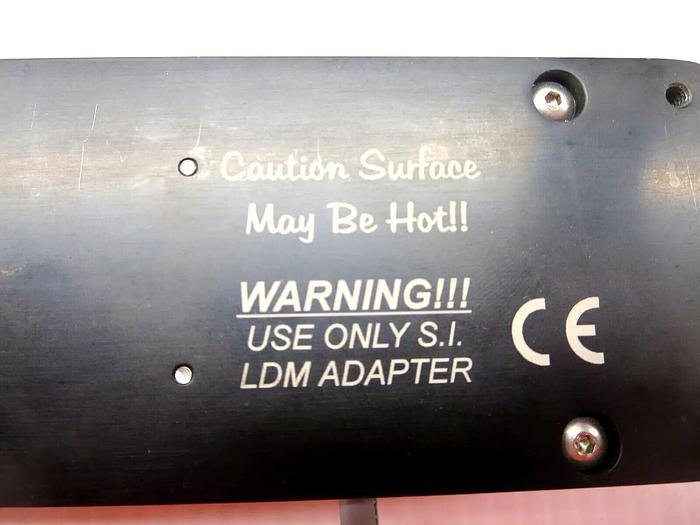 Caution Surface
May Be Hot!!
WARNING!!!
USE ONLY S.I.
LDM ADAPTER
CE